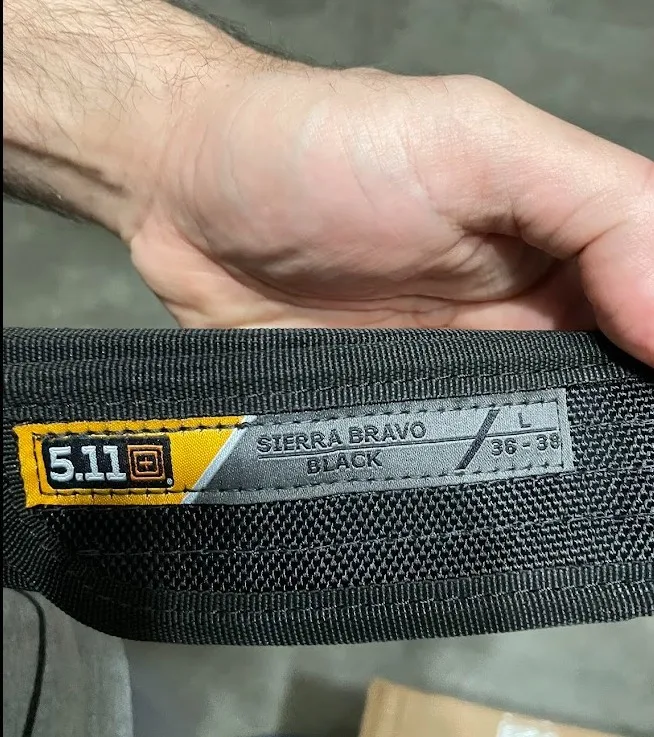 5.11
SIERRA BRAVO
BLACK
L
36 - 38